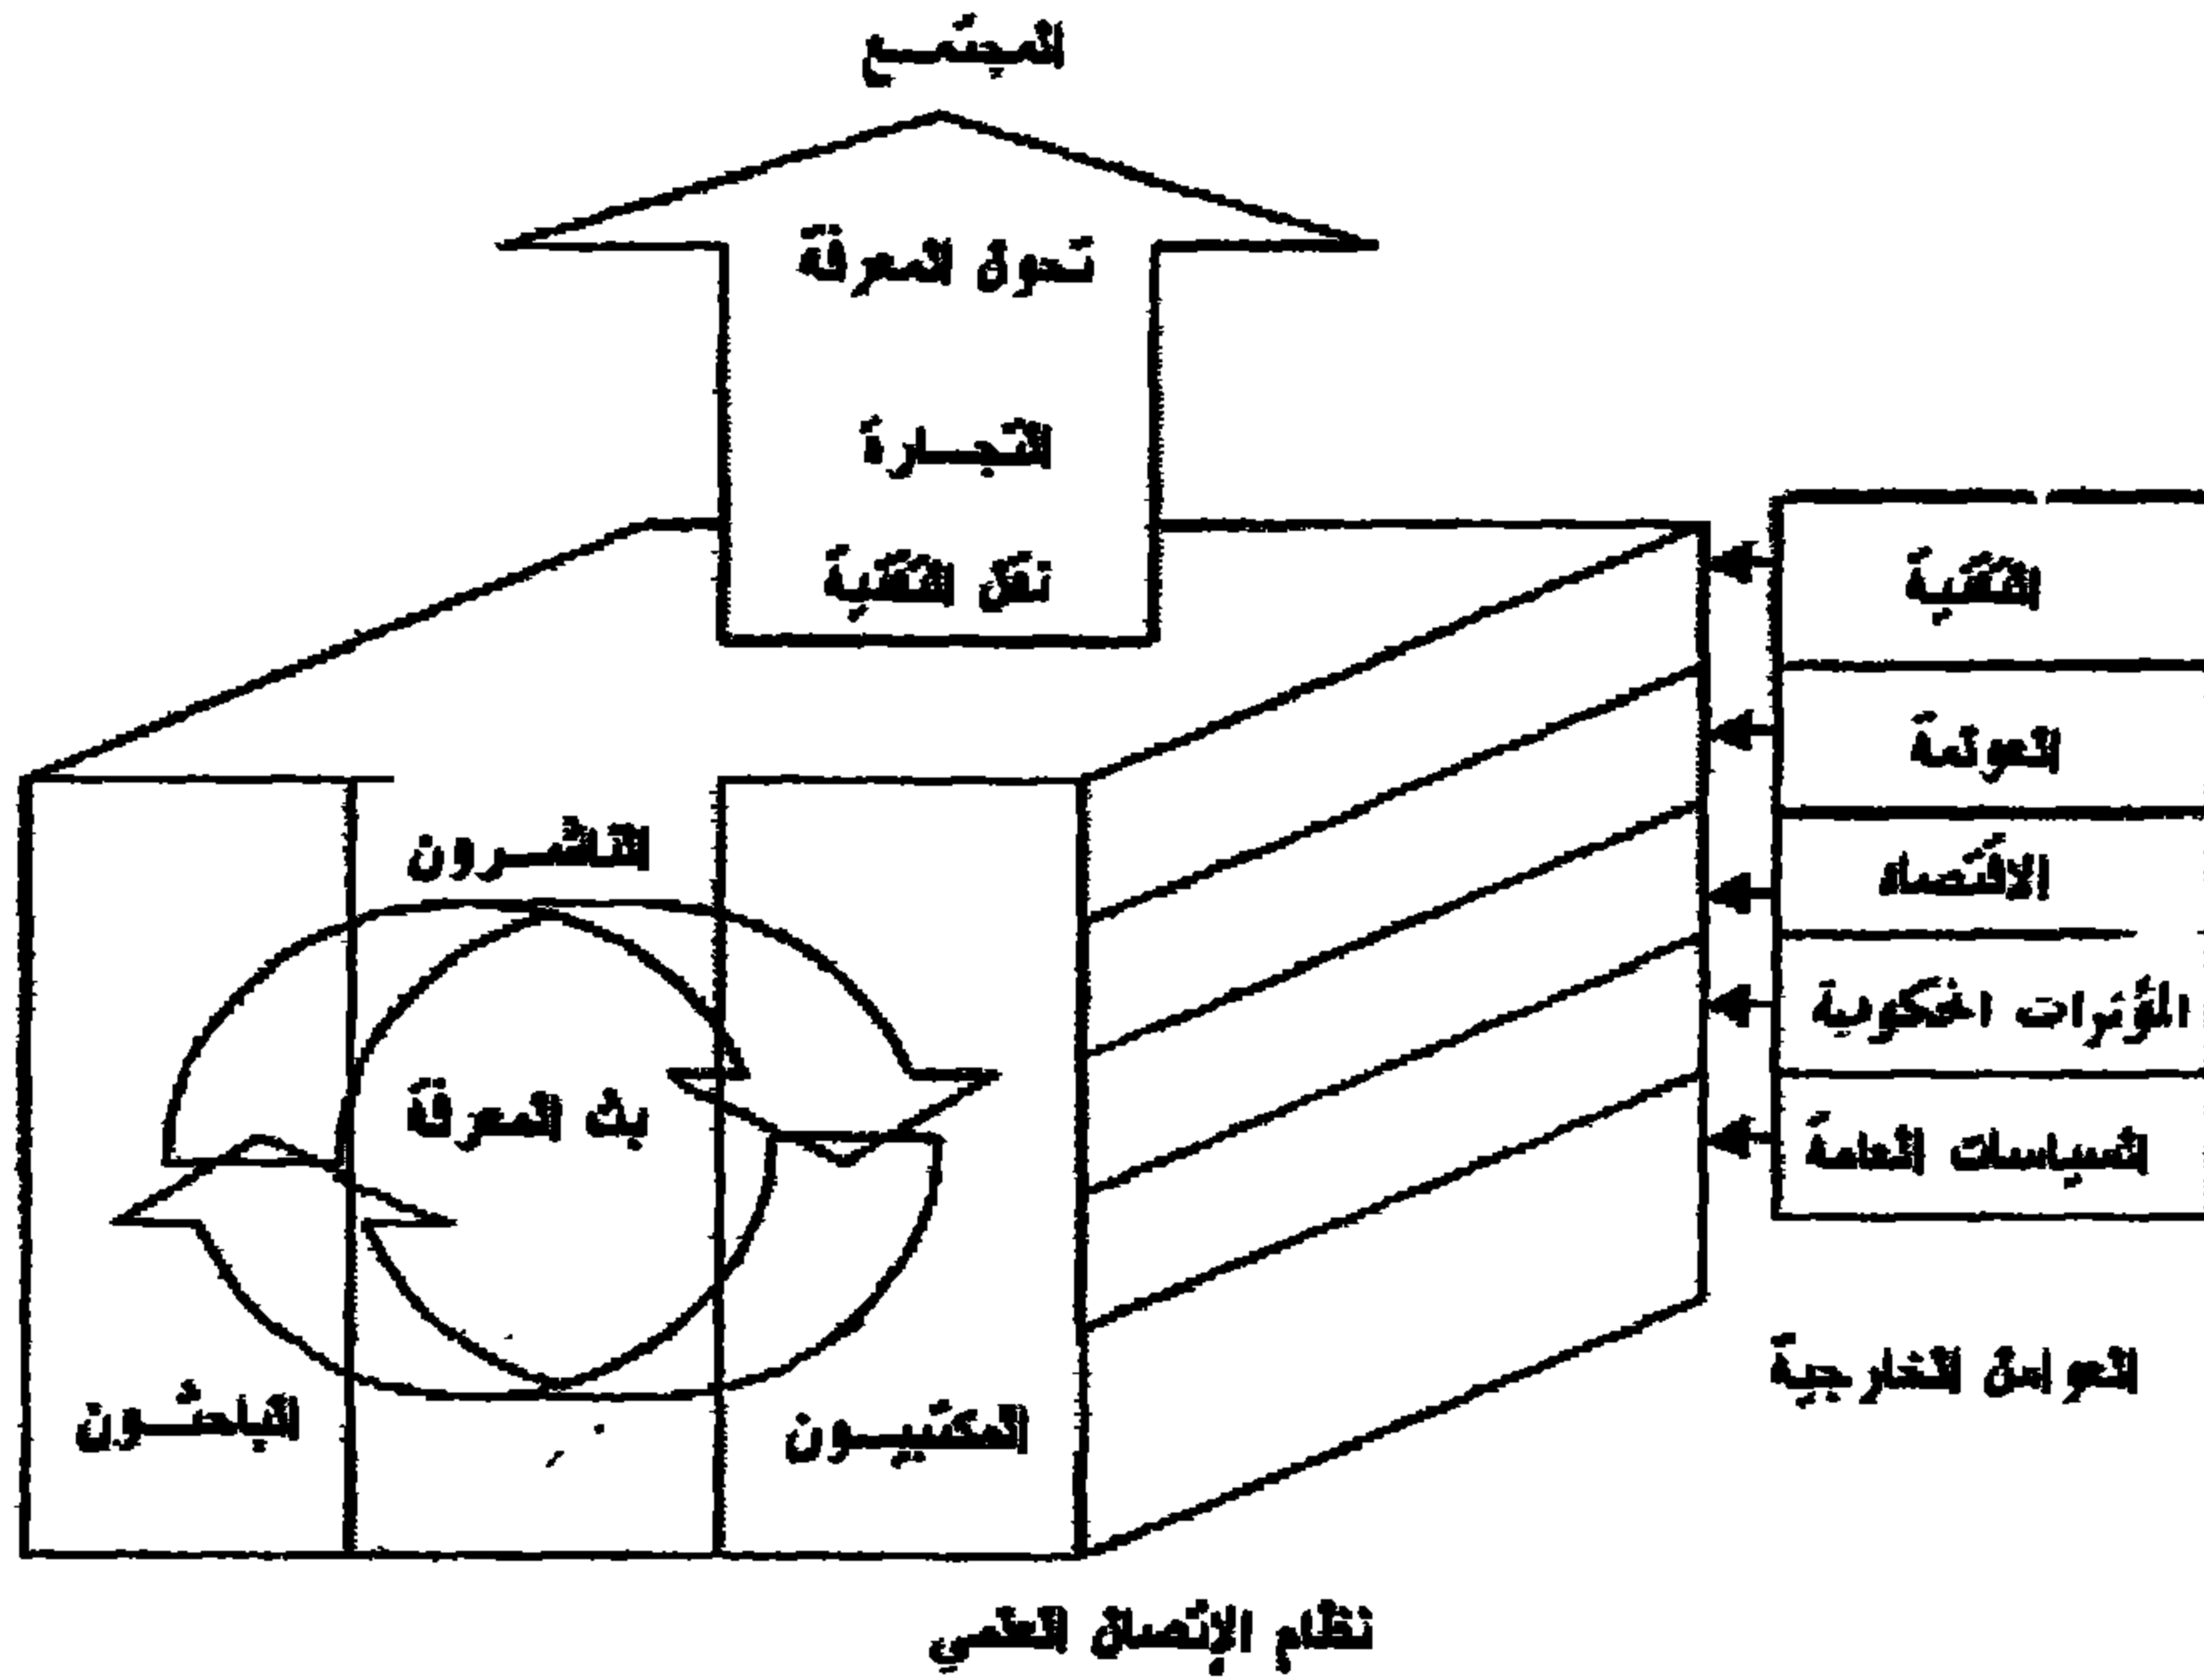 المجتمع
تحول المعرفة
التجارة
نقل التقنية
التقنية
العولمة
الاقتصاد
المؤثرات الحكومية
السياسات العامة
العوامل الخارجية
الناشرون
بث المعرفة
المكتبيون
الباحثون
نظام الإتصال العلمي